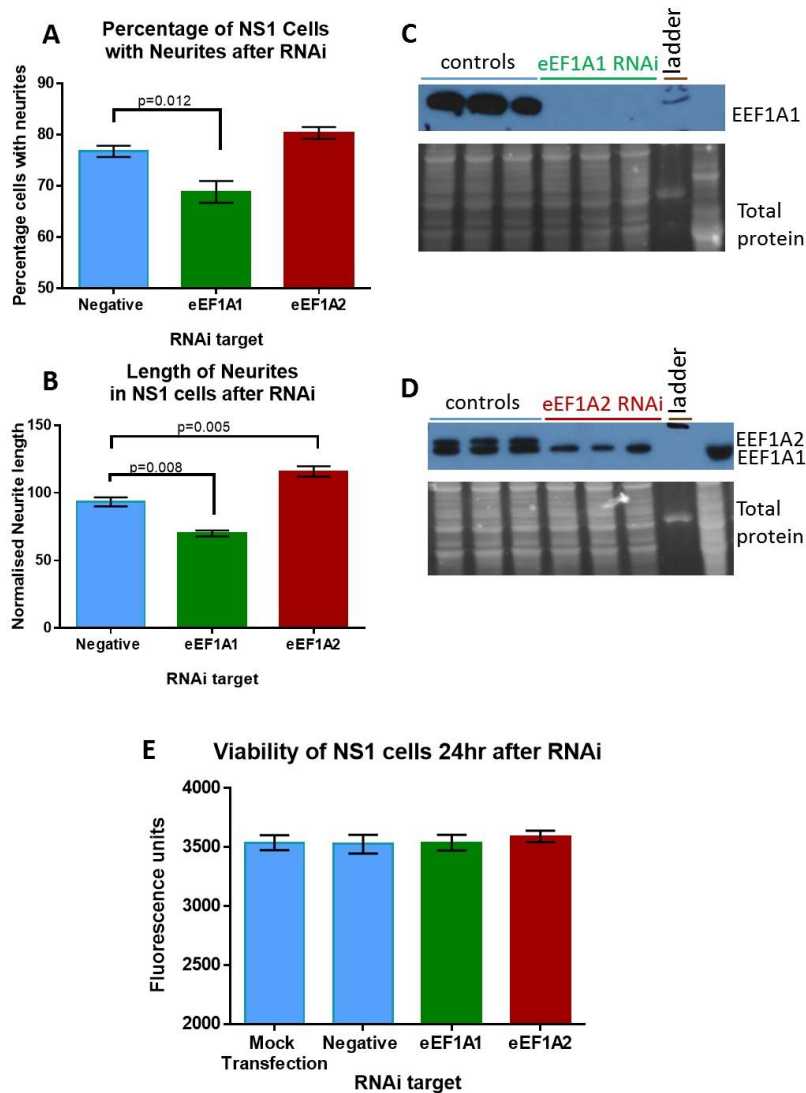 A
Percentage of NS1 Cells
with Neurites after RNAi
Percentage cells with neurites
90
80
70
60
50
p=0.012
Negative
eEF1A1
eEF1A2
RNAi target
B
Length of Neurites
in NS1 cells after RNAi
Normalised Neurite length
150
100
50
0
p=0.005
p=0.008
Negative
eEF1A1
eEF1A2
RNAi target
C
controls
eEF1A1 RNAi
ladder
EEF1A1
Total
protein
D
controls
eEF1A2 RNAi
ladder
EEF1A2
EEF1A1
Total
protein
E
Viability of NS1 cells 24hr after RNAi
Fluorescence units
4000
3500
3000
2500
2000
Mock
Transfection
Negative
eEF1A1
eEF1A2
RNAi target